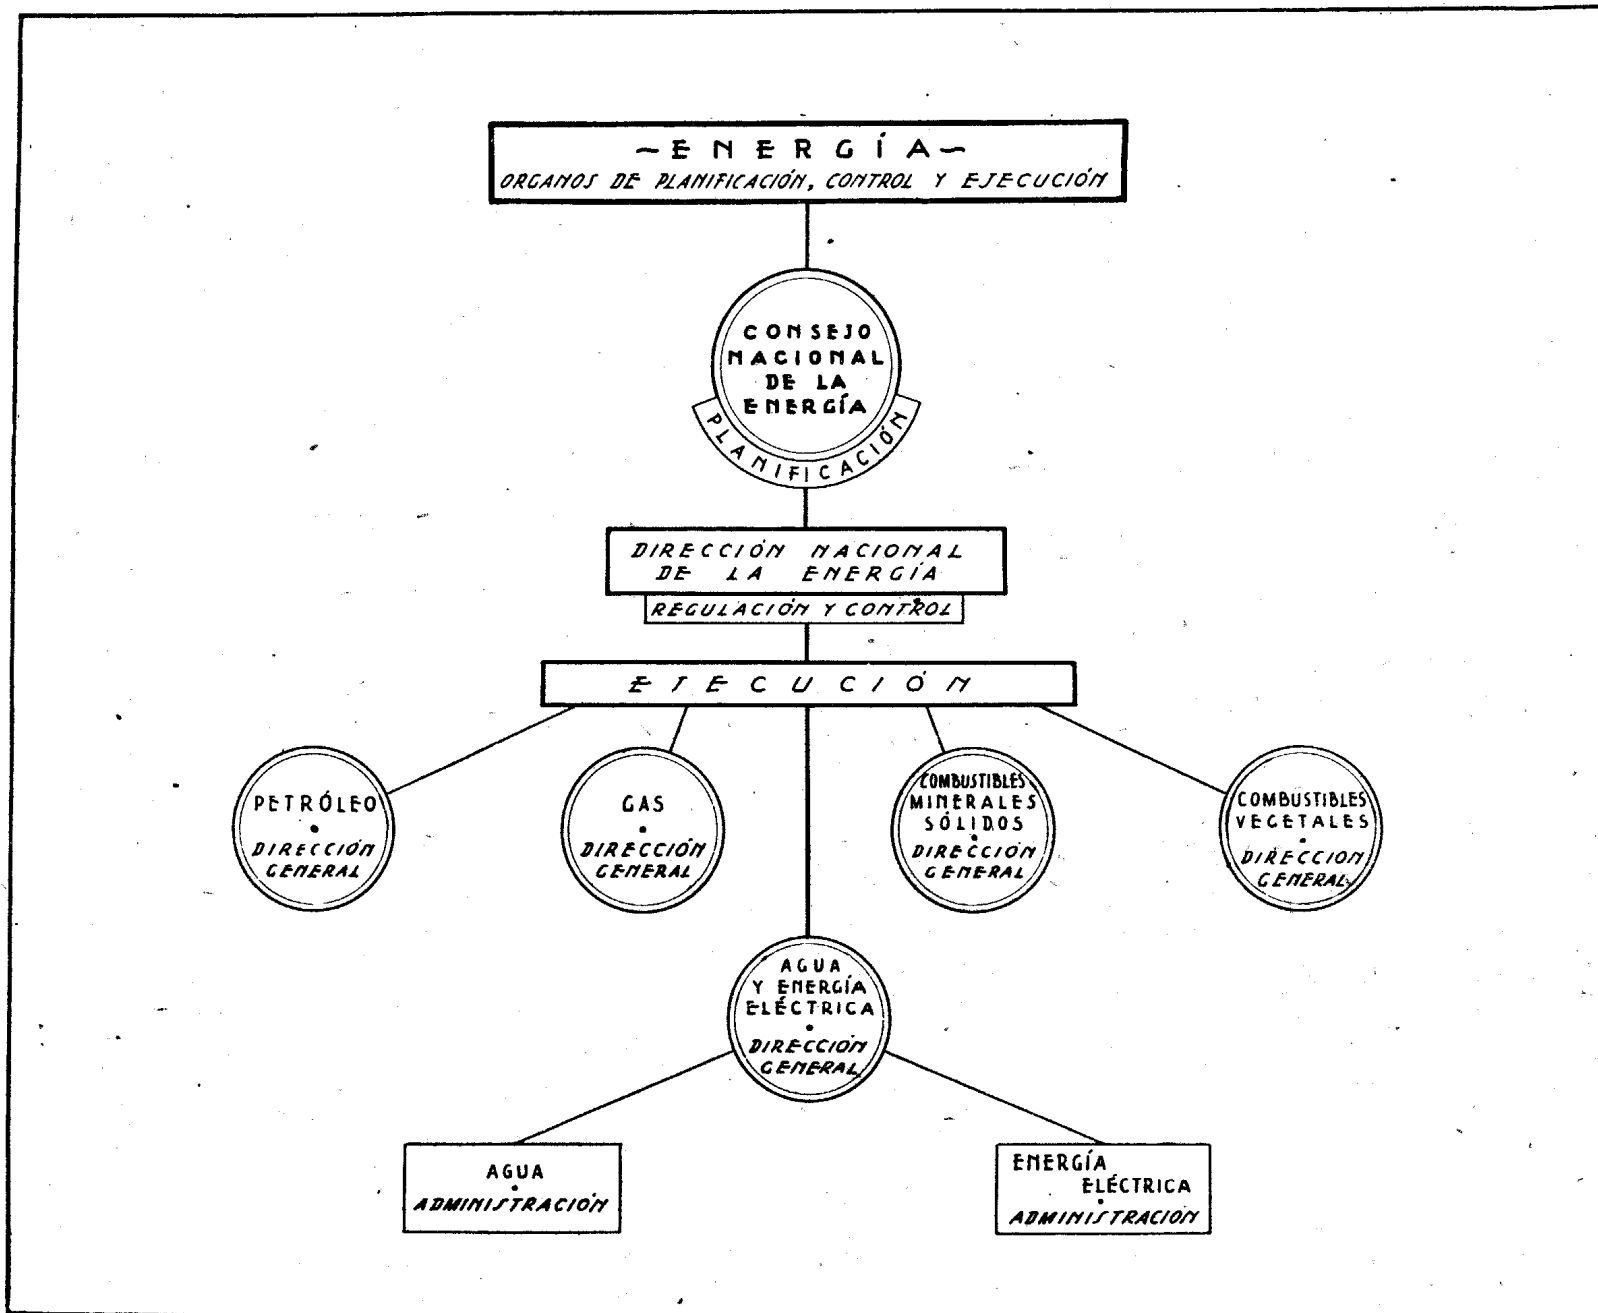 ~ENERGÍA~
ORGANOS DE PLANIFICACIÓN, CONTROL Y EJECUCIÓN
CONSEJO
NACIONAL
DE LA
ENERGÍA
PLANIFICACIÓN
DIRECCIÓN NACIONAL
DE LA ENERGÍA
REGULACIÓN Y CONTROL
EJECUCIÓN
PETRÓLEO
•
DIRECCIÓN
GENERAL
GAS
•
DIRECCIÓN
GENERAL
COMBUSTIBLES
MINERALES
SÓLIDOS
•
DIRECCIÓN
GENERAL
COMBUSTIBLES
VEGETALES
•
DIRECCION
GENERAL
AGUA
Y ENERGÍA
ELÉCTRICA
•
DIRECCIÓN
GENERAL
AGUA
•
ADMINISTRACIÓN
ENERGÍA
ELÉCTRICA
•
ADMINISTRACIÓN